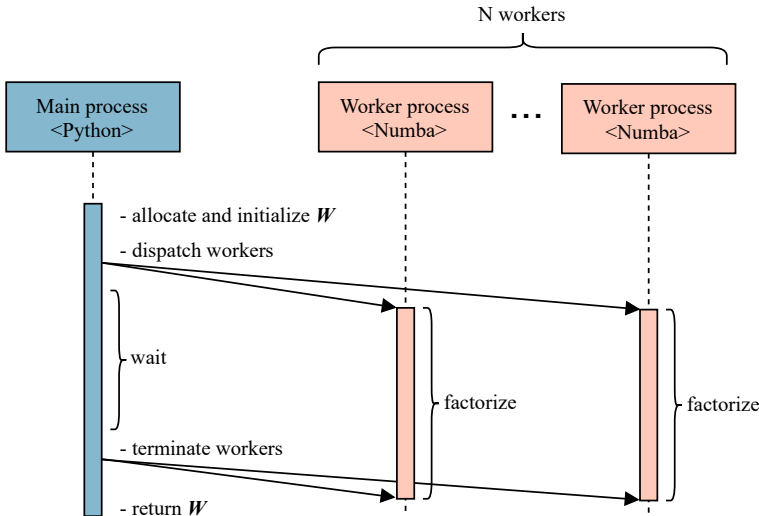 N workers
Main process
<Python>
Worker process
<Numba>
...
Worker process
<Numba>
- allocate and initialize W
- dispatch workers
wait
factorize
factorize
- terminate workers
- return W